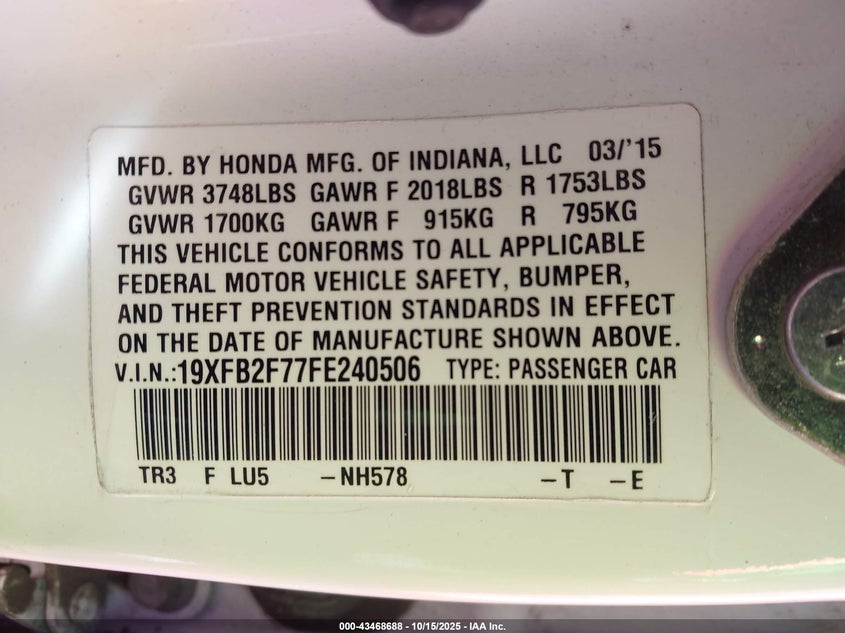 MFD. BY HONDA MFG. OF INDIANA, LLC 03/'15
GVWR 3748LBS GAWR F 2018LBS R 1753LBS
GVWR 1700KG GAWR F 915KG R 795KG
THIS VEHICLE CONFORMS TO ALL APPLICABLE
FEDERAL MOTOR VEHICLE SAFETY, BUMPER,
AND THEFT PREVENTION STANDARDS IN EFFECT
ON THE DATE OF MANUFACTURE SHOWN ABOVE.
V.I.N.:19XFB2F77FE240506 TYPE: PASSENGER CAR
TR3 F LU5 -NH578 -T -E
000-43468688 - 10/15/2025 - IAA Inc.